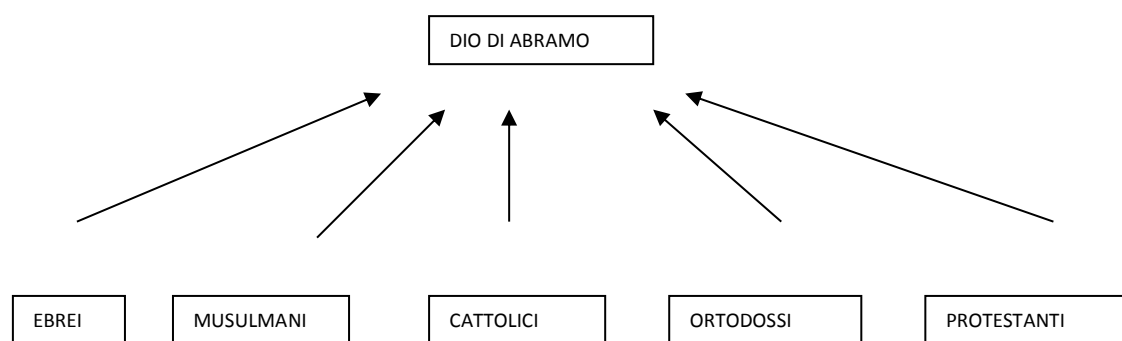 DIO DI ABRAMO
EBREI
MUSULMANI
CATTOLICI
ORTODOSSI
PROTESTANTI